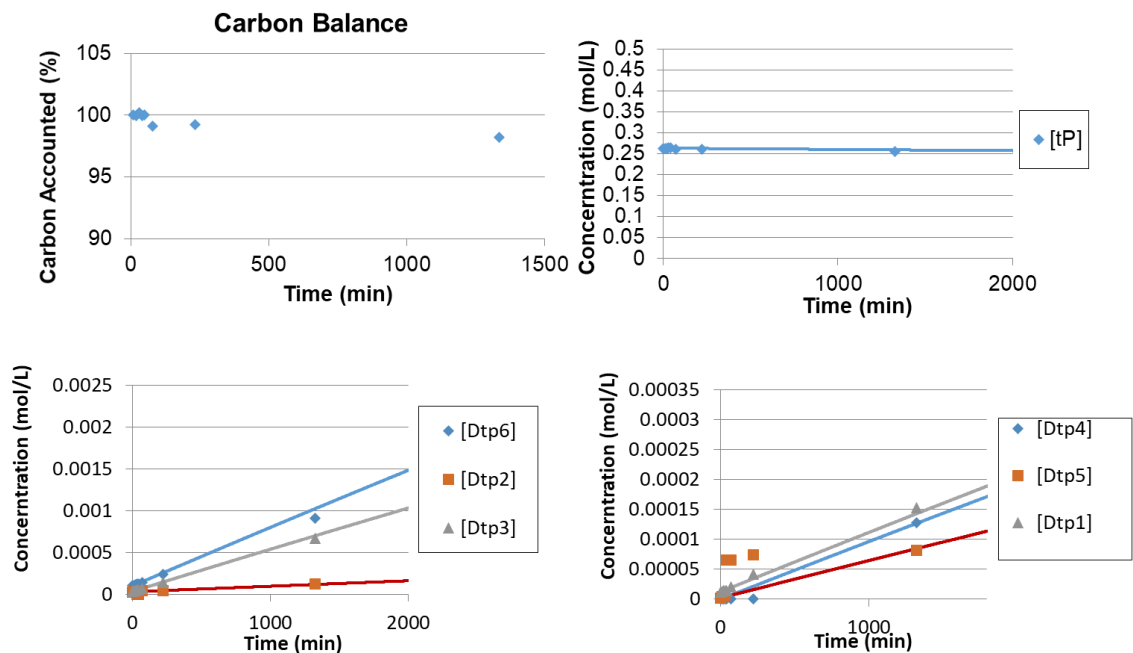 Carbon Balance
Carbon Accounted (%)
105
100
95
90
0
500
1000
1500
Time (min)
Concerntration (mol/L)
0.5
0.45
0.4
0.35
0.3
0.25
0.2
0.15
0.1
0.05
0
0
1000
2000
Time (min)
[tP]
Concerntration (mol/L)
0.0025
0.002
0.0015
0.001
0.0005
0
0
1000
2000
Time (min)
[Dtp6]
[Dtp2]
[Dtp3]
Concerntration (mol/L)
0.00035
0.0003
0.00025
0.0002
0.00015
0.0001
0.00005
0
0
1000
Time (min)
[Dtp4]
[Dtp5]
[Dtp1]